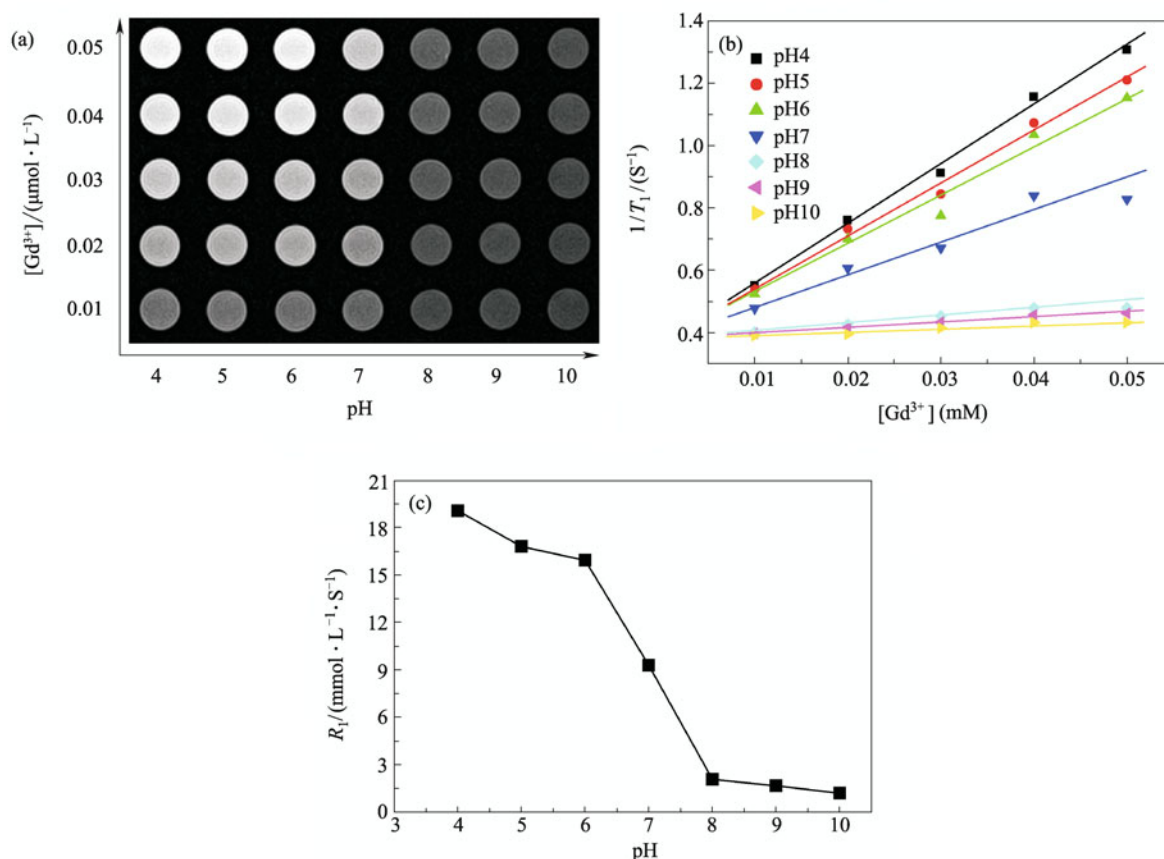 (a)
[Gd³⁺]/(μmol · L⁻¹)
0.05
0.04
0.03
0.02
0.01
4 5 6 7 8 9 10
pH
(b)
1/T₁/(S⁻¹)
1.4
1.2
1.0
0.8
0.6
0.4
pH4
pH5
pH6
pH7
pH8
pH9
pH10
0.01 0.02 0.03 0.04 0.05
[Gd³⁺] (mM)
(c)
R₁/(mmol · L⁻¹ · S⁻¹)
21
18
15
12
9
6
3
0
3 4 5 6 7 8 9 10
pH